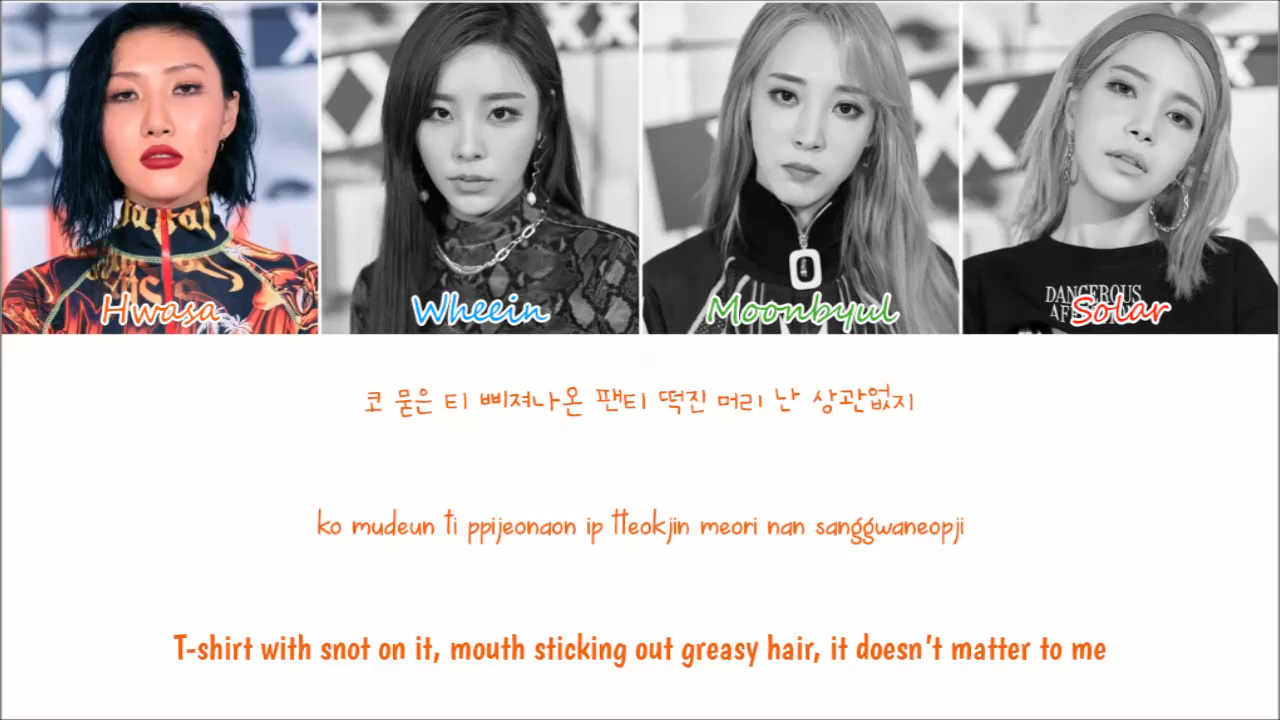 Hwasa
Wheein
Moonbyul
DANGEROUS
Solar
코 묻은 티 삐져나온 팬티 떡진 머리 난 상관없지
ko mudeun ti ppijeonaon ip tteokjin meori nan sanggwaneopji
T-shirt with snot on it, mouth sticking out greasy hair, it doesn't matter to me